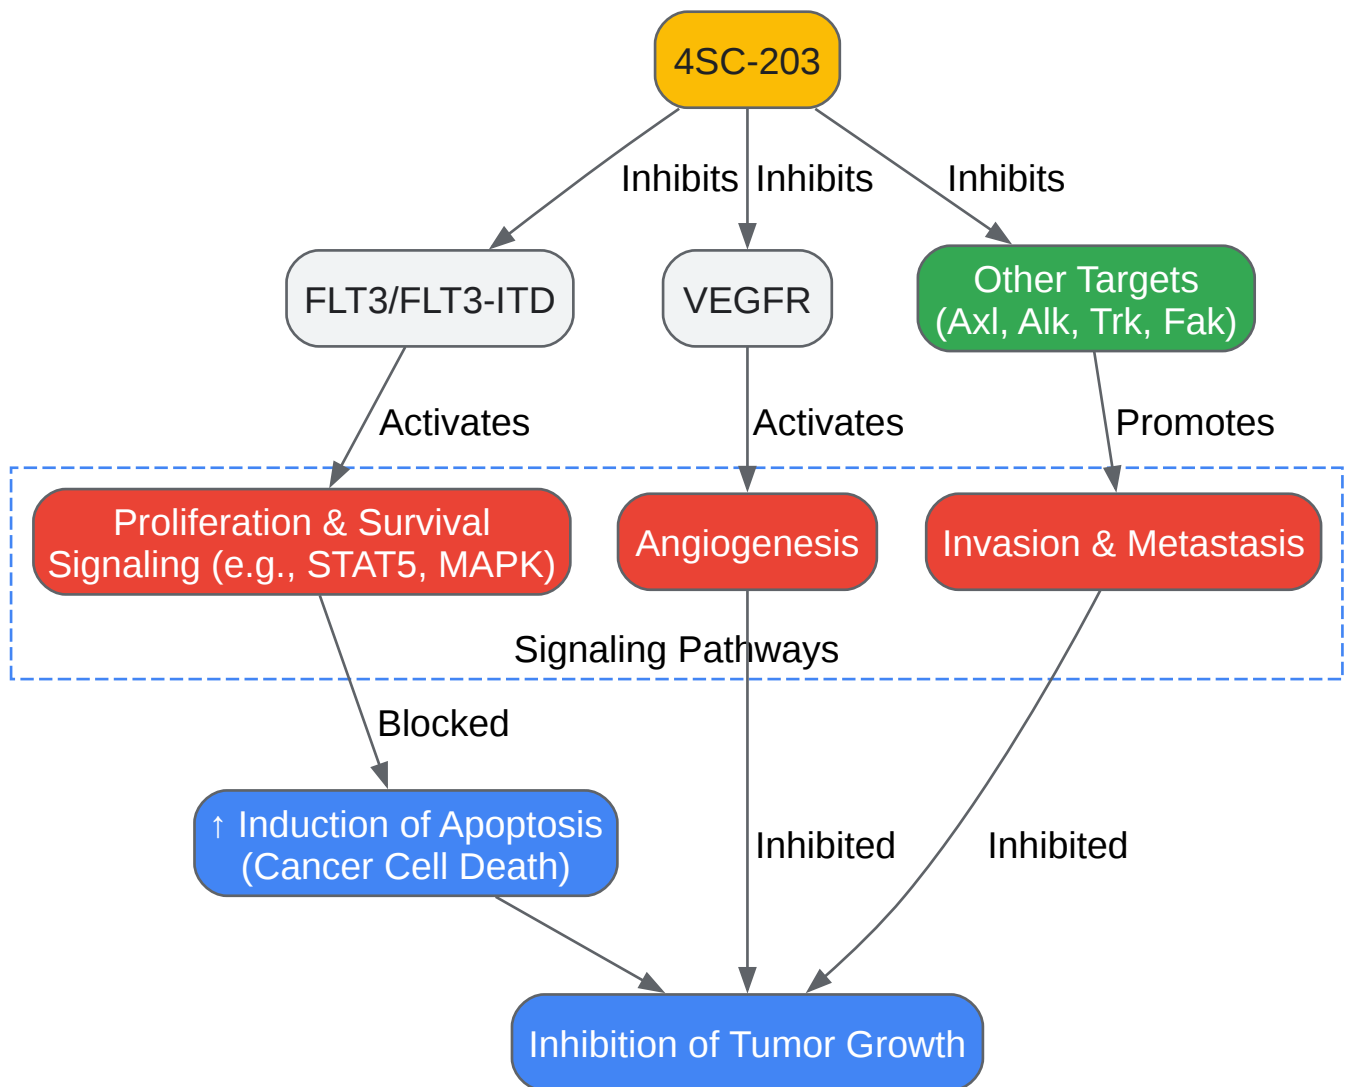 4SC-203
Inhibits
Inhibits
Inhibits
FLT3/FLT3-ITD
VEGFR
Other Targets
(Axl, Alk, Trk, Fak)
Activates
Activates
Promotes
Proliferation & Survival
Signaling (e.g., STAT5, MAPK)
Angiogenesis
Invasion & Metastasis
Signaling Pathways
Blocked
↑ Induction of Apoptosis
(Cancer Cell Death)
Inhibited
Inhibited
Inhibition of Tumor Growth